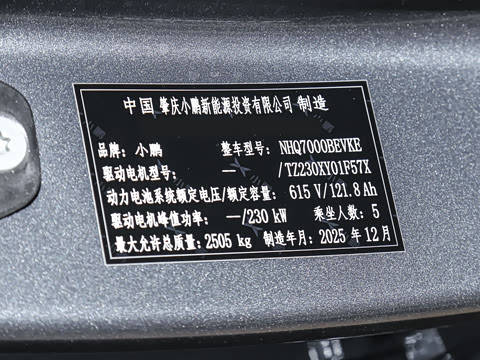 中国 肇庆小鹏新能源投资有限公司 制造
品牌: 小鹏 整车型号: NHQ7000BEVKE
驱动电机型号: —/TZ230XY01F57X
动力电池系统额定电压/额定容量: 615 V/121.8 Ah
驱动电机峰值功率: —/230 kW 乘坐人数: 5
最大允许总质量: 2505 kg 制造年月: 2025 年 12 月